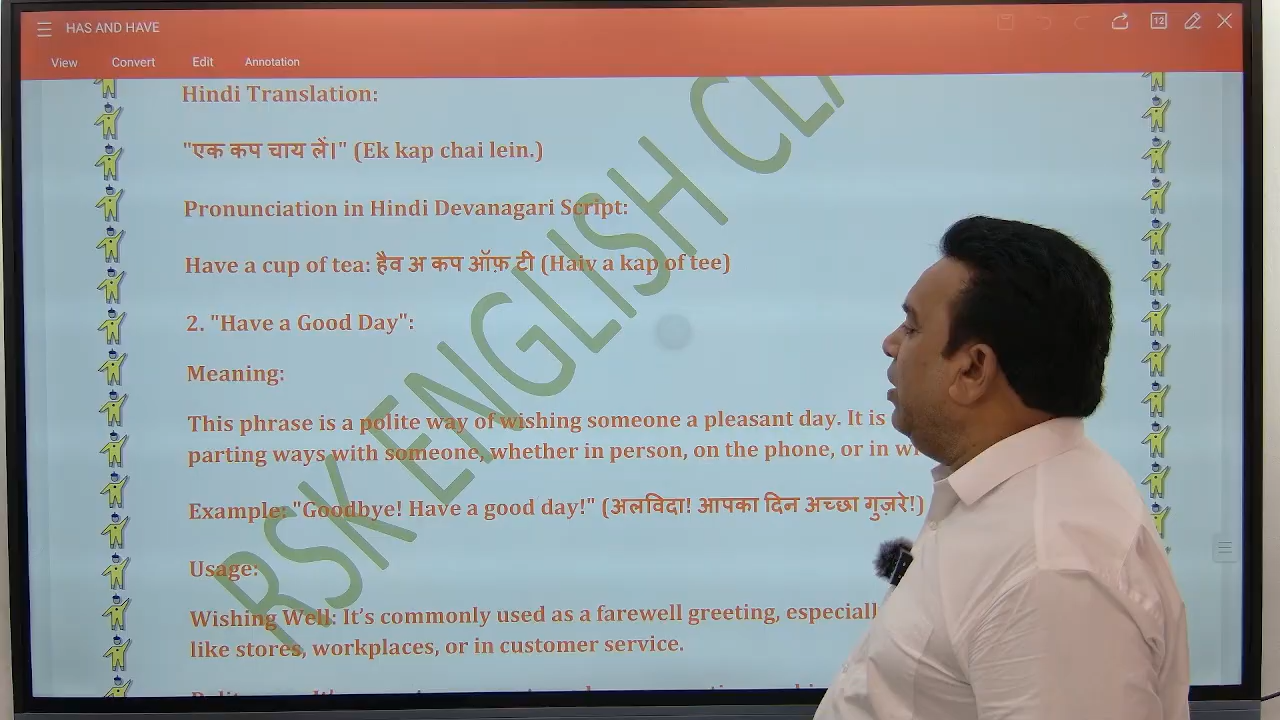 HAS AND HAVE
12
View Convert Edit Annotation
Hindi Translation:
"एक कप चाय लें।" (Ek kap chai lein.)
Pronunciation in Hindi Devanagari Script:
Have a cup of tea: हैव अ कप ऑफ़ टी (Haiv a kap of tee)
2. "Have a Good Day":
Meaning:
This phrase is a polite way of wishing someone a pleasant day. It is
parting ways with someone, whether in person, on the phone, or in
Example: "Goodbye! Have a good day!" (अलविदा! आपका दिन अच्छा गुज़रे!)
Usage:
Wishing Well: It's commonly used as a farewell greeting,
like stores, workplaces, or in customer service.
RSK ENGLISH